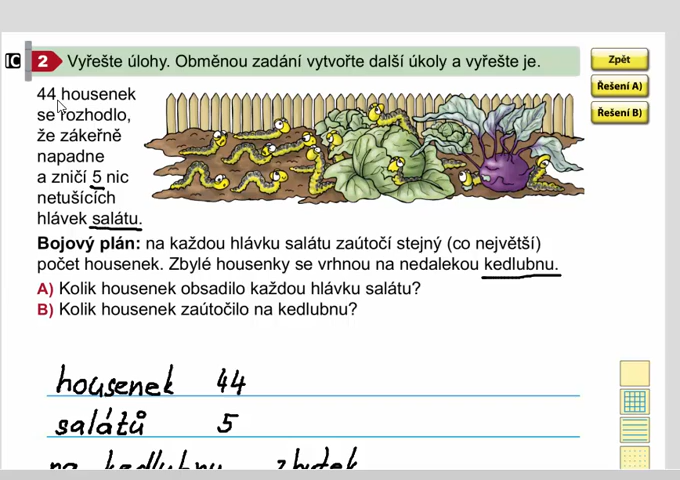 IC 2 Vyřešte úlohy. Obměnou zadání vytvořte další úkoly a vyřešte je.
Zpět
Řešení A)
Řešení B)
44 housenek
se rozhodlo,
že zákeřně
napadne
a zničí 5 nic
netušících
hlávek salátu.
Bojový plán: na každou hlávku salátu zaútočí stejný (co největší)
počet housenek. Zbylé housenky se vrhnou na nedalekou kedlubnu.
A) Kolik housenek obsadilo každou hlávku salátu?
B) Kolik housenek zaútočilo na kedlubnu?
housenek 44
salátů 5
na kedlubnu zbytek